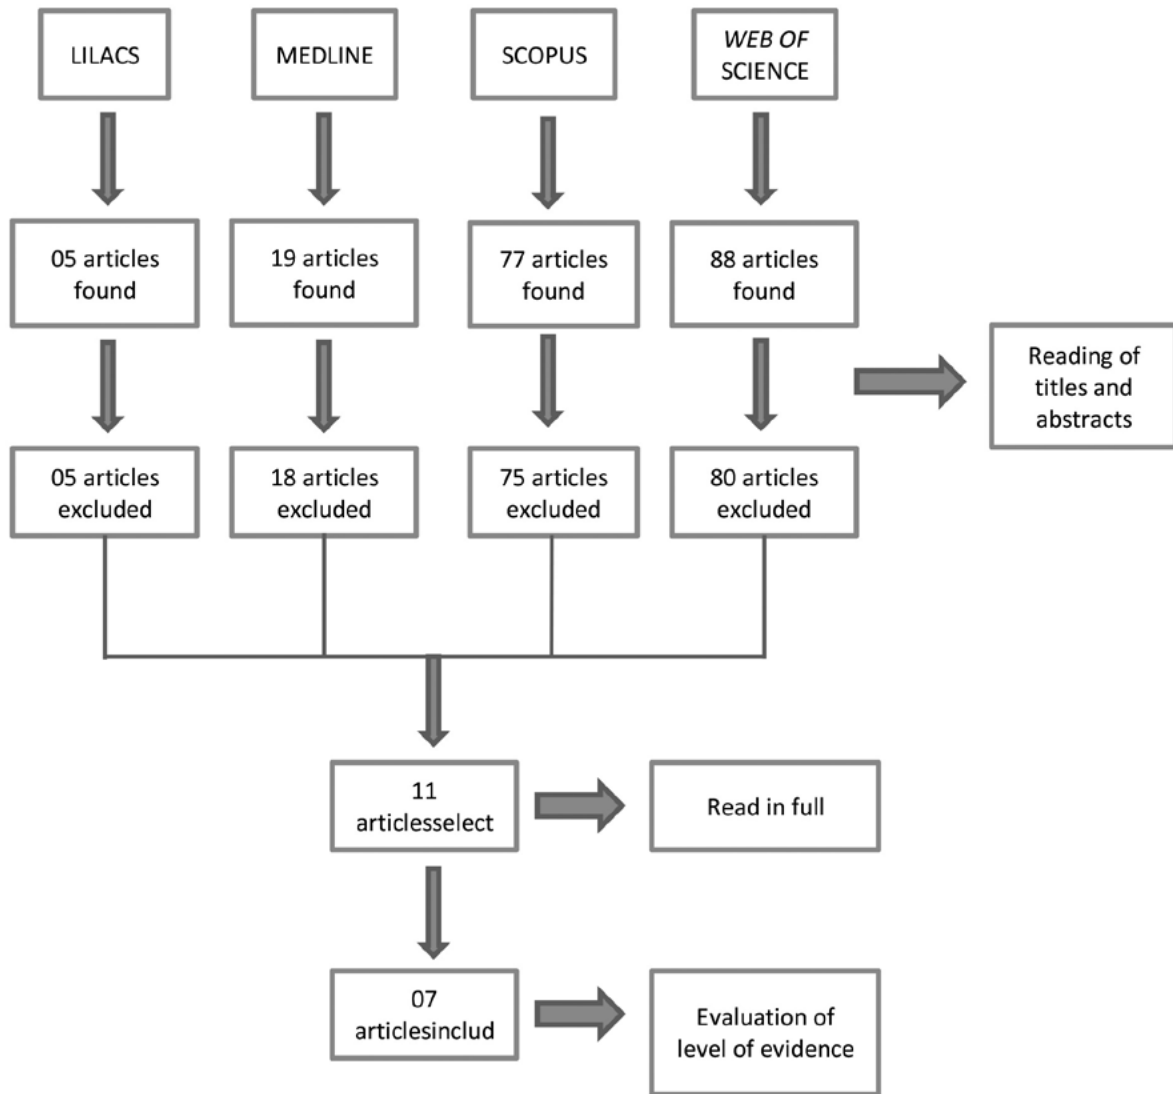 LILACS
MEDLINE
SCOPUS
WEB OF
SCIENCE
05 articles
found
19 articles
found
77 articles
found
88 articles
found
Reading of
titles and
abstracts
05 articles
excluded
18 articles
excluded
75 articles
excluded
80 articles
excluded
11
articlesselect
Read in full
07
articlesinclud
Evaluation of
level of evidence